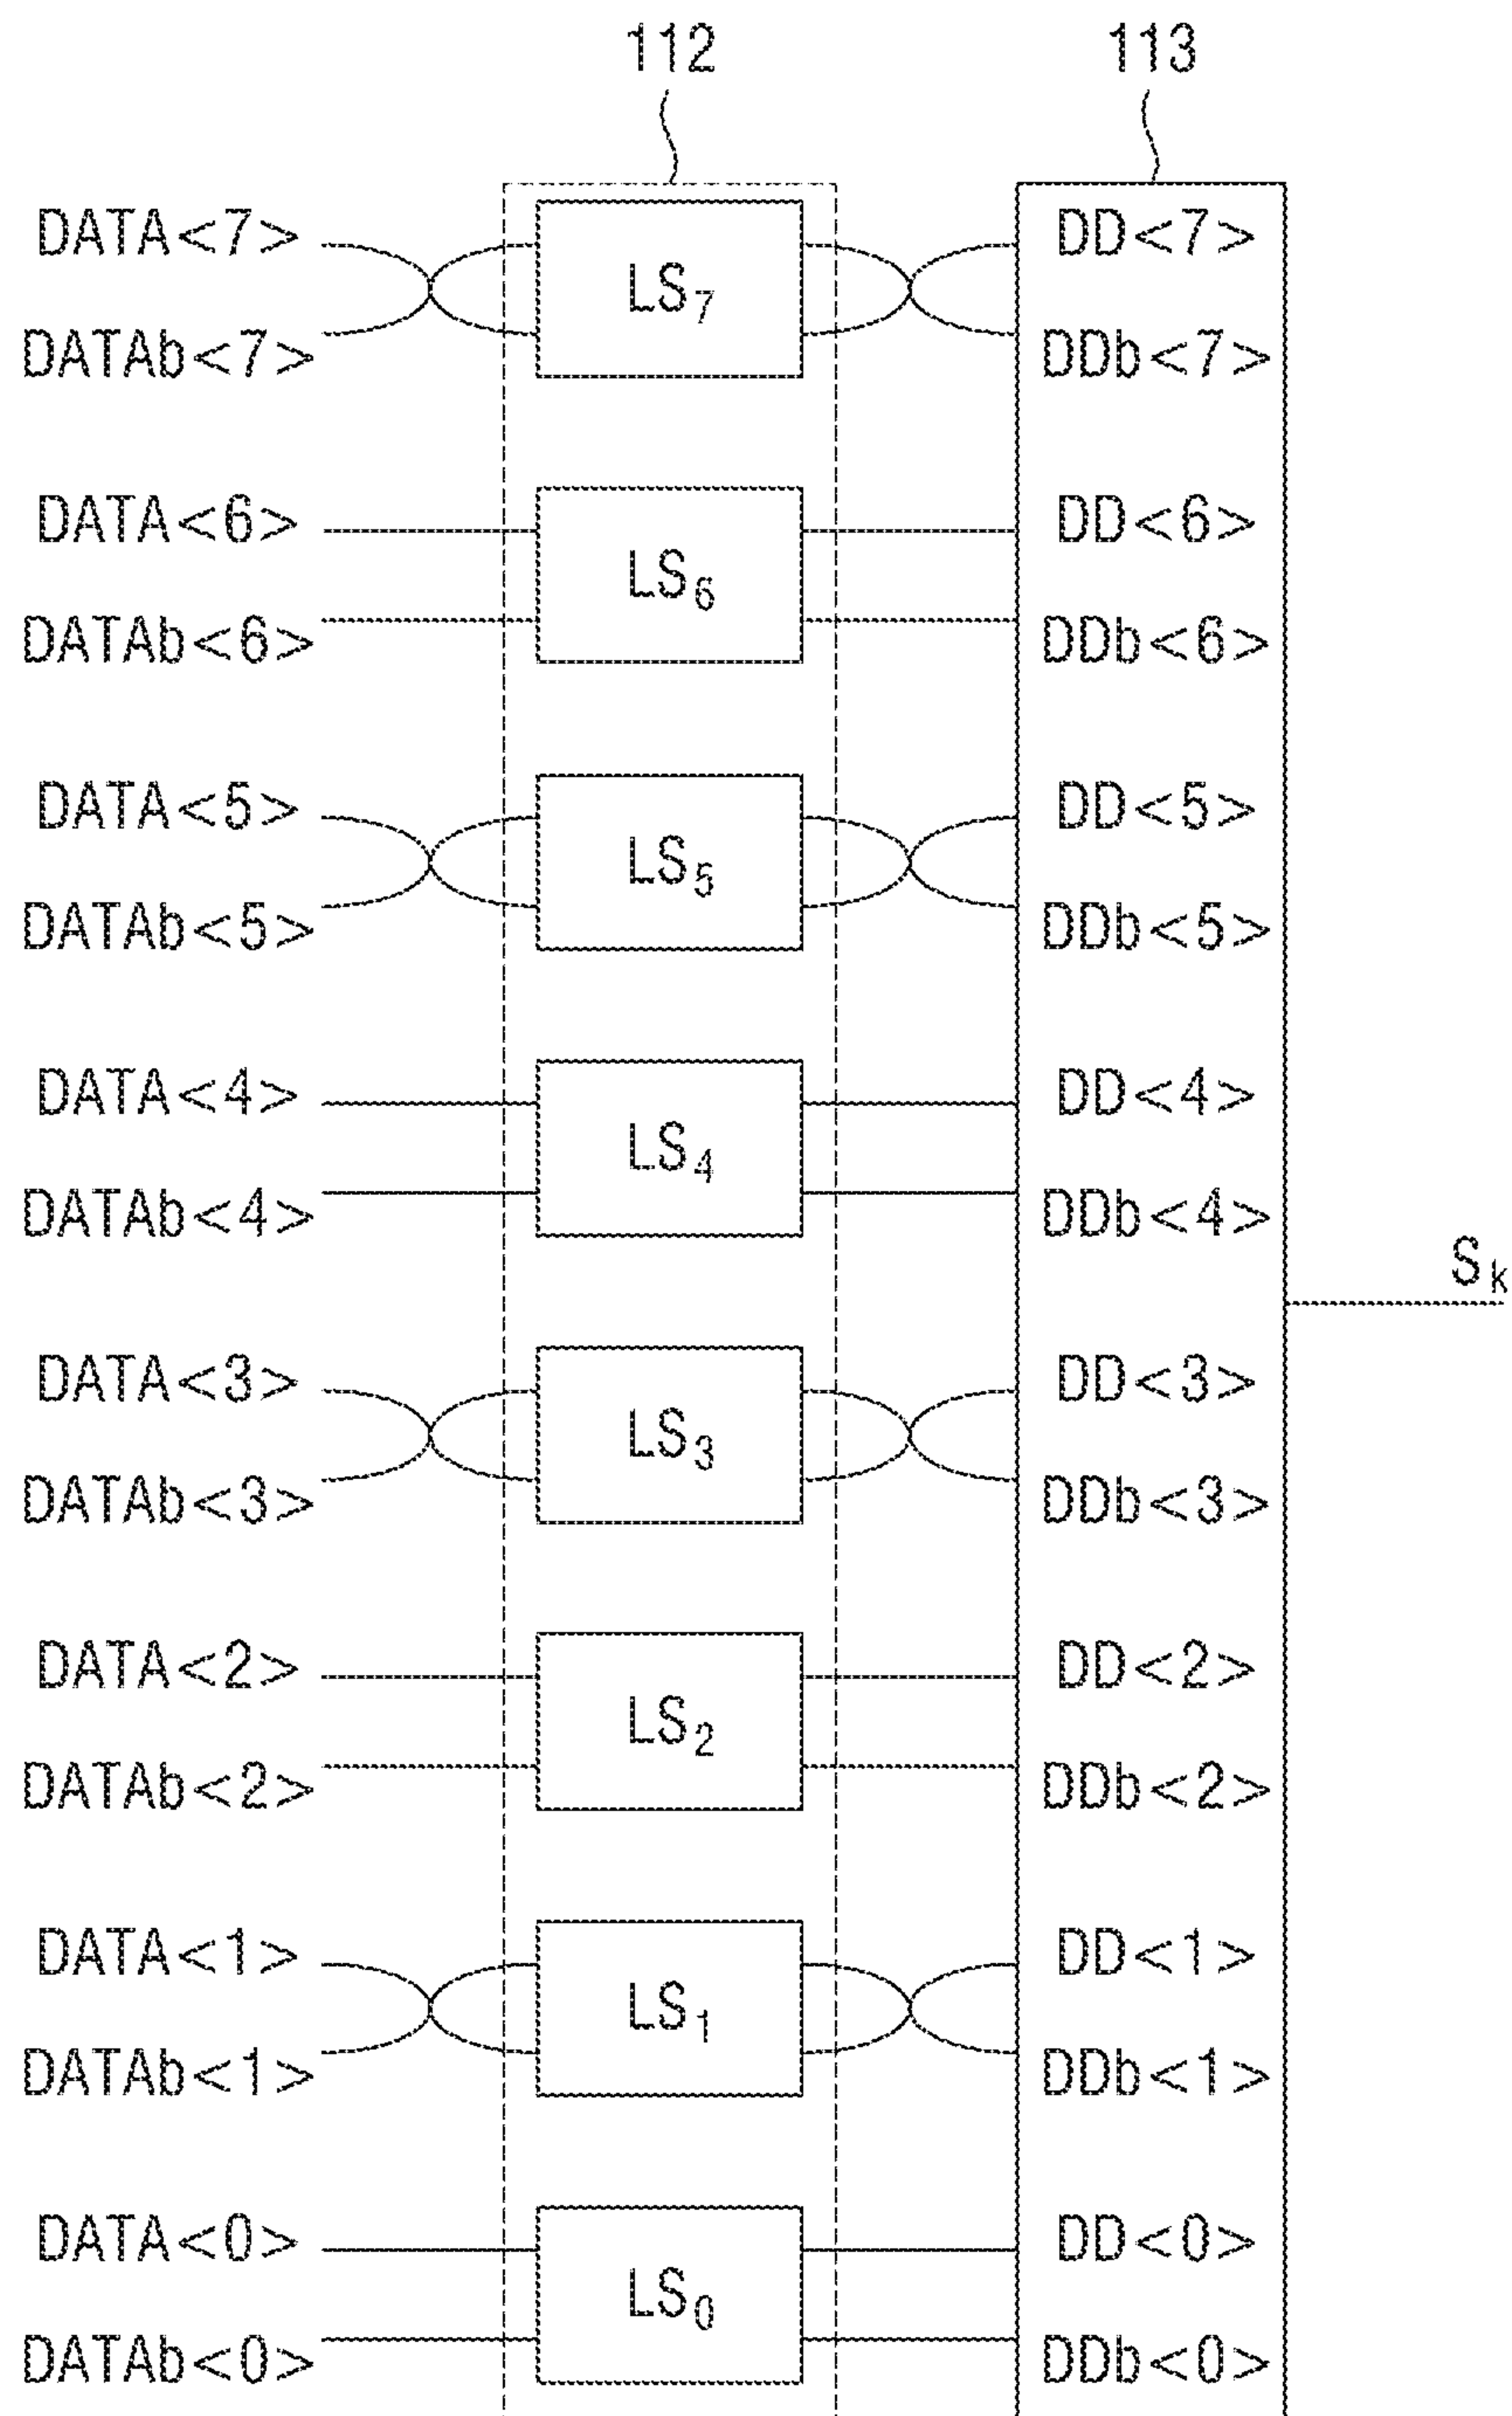 112 113
DATA<7> LS7 DD<7>
DATAb<7> DDb<7>
DATA<6> LS6 DD<6>
DATAb<6> DDb<6>
DATA<5> LS5 DD<5>
DATAb<5> DDb<5>
DATA<4> LS4 DD<4>
DATAb<4> DDb<4>
Sk
DATA<3> LS3 DD<3>
DATAb<3> DDb<3>
DATA<2> LS2 DD<2>
DATAb<2> DDb<2>
DATA<1> LS1 DD<1>
DATAb<1> DDb<1>
DATA<0> LS0 DD<0>
DATAb<0> DDb<0>